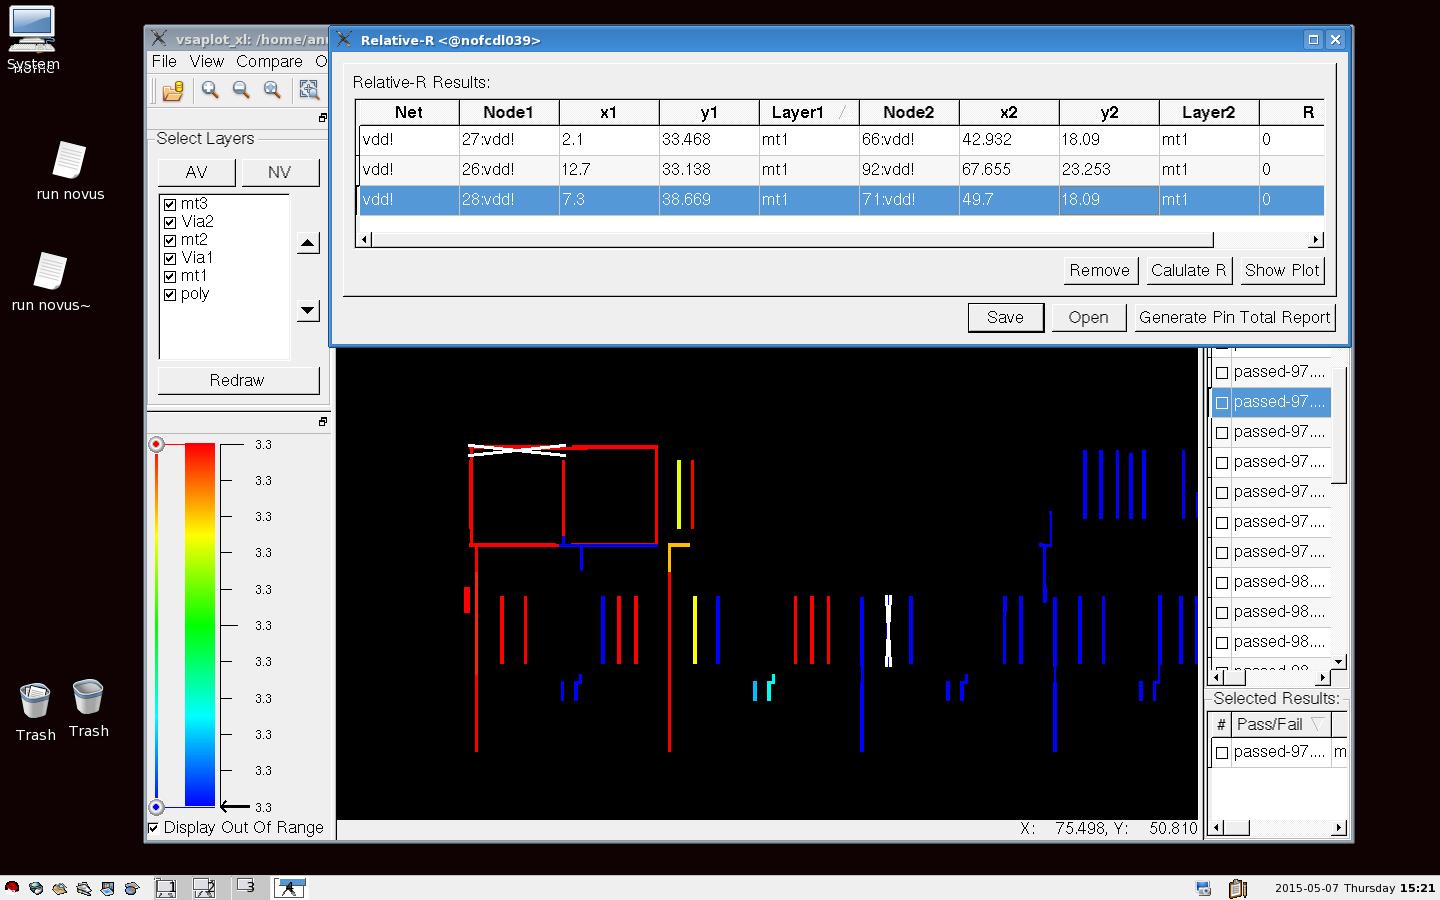 System
Home
run novus
run novus~
Trash
Trash
vsaplot_xl: /home/ann
Relative-R <@nofcdl039>
File View Compare O
Relative-R Results:
Net Node1 x1 y1 Layer1 Node2 x2 y2 Layer2 R
vdd! 27:vdd! 2.1 33.468 mt1 66:vdd! 42.932 18.09 mt1 0
vdd! 26:vdd! 12.7 33.138 mt1 92:vdd! 67.655 23.253 mt1 0
vdd! 28:vdd! 7.3 38.669 mt1 71:vdd! 49.7 18.09 mt1 0
Remove Calulate R Show Plot
Save Open Generate Pin Total Report
Select Layers
AV NV
mt3
Via2
mt2
Via1
mt1
poly
Redraw
3.3
3.3
3.3
3.3
3.3
3.3
3.3
3.3
3.3
3.3
3.3
Display Out Of Range
X: 75.498, Y: 50.810
passed-97....
passed-97....
passed-97....
passed-97....
passed-97....
passed-97....
passed-97....
passed-98....
passed-98....
passed-98....
Selected Results:
# Pass/Fail
passed-97.... m
1 2 3 4
2015-05-07 Thursday 15:21